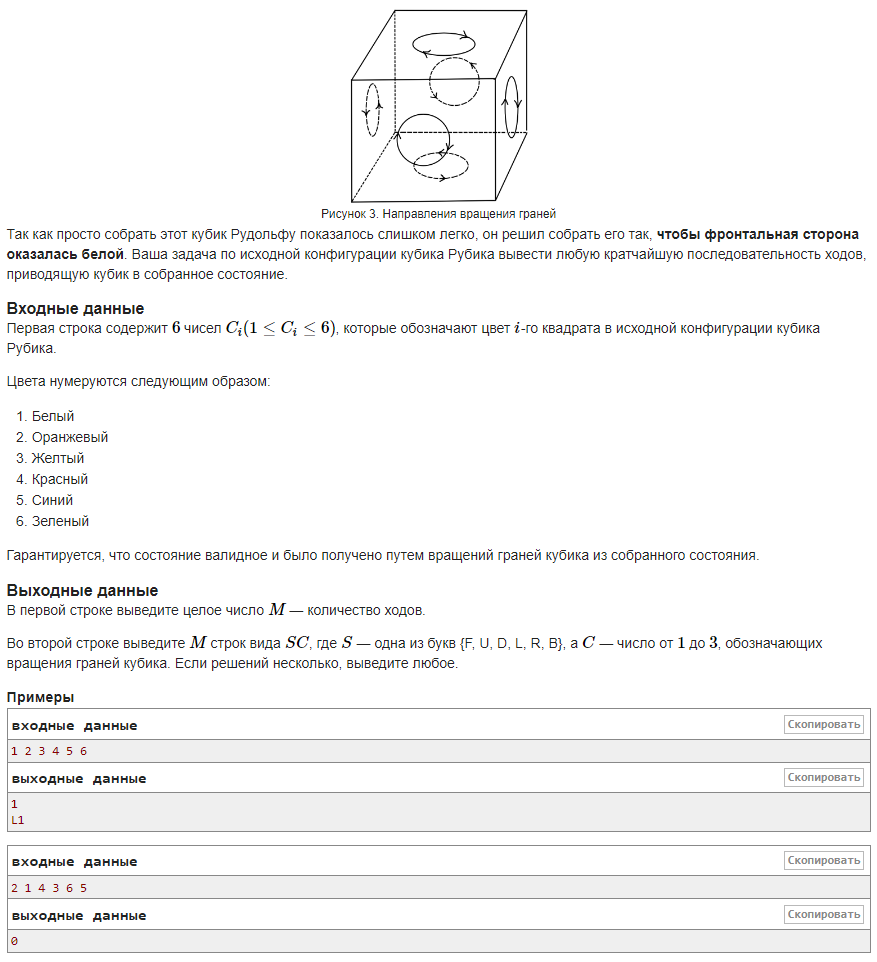 Рисунок 3. Направления вращения граней
Так как просто собрать этот кубик Рудольфу показалось слишком легко, он решил собрать его так, чтобы фронтальная сторона
оказалась белой. Ваша задача по исходной конфигурации кубика Рубика вывести любую кратчайшую последовательность ходов,
приводящую кубик в собранное состояние.
Входные данные
Первая строка содержит 6 чисел C_i(1 ≤ C_i ≤ 6), которые обозначают цвет i-го квадрата в исходной конфигурации кубика
Рубика.
Цвета нумеруются следующим образом:
1. Белый
2. Оранжевый
3. Желтый
4. Красный
5. Синий
6. Зеленый
Гарантируется, что состояние валидное и было получено путем вращений граней кубика из собранного состояния.
Выходные данные
В первой строке выведите целое число M — количество ходов.
Во второй строке выведите M строк вида SC, где S — одна из букв {F, U, D, L, R, B}, а C — число от 1 до 3, обозначающих
вращения граней кубика. Если решений несколько, выведите любое.
Примеры
входные данные Скопировать
1 2 3 4 5 6
выходные данные Скопировать
1
L1
входные данные Скопировать
2 1 4 3 6 5
выходные данные Скопировать
0